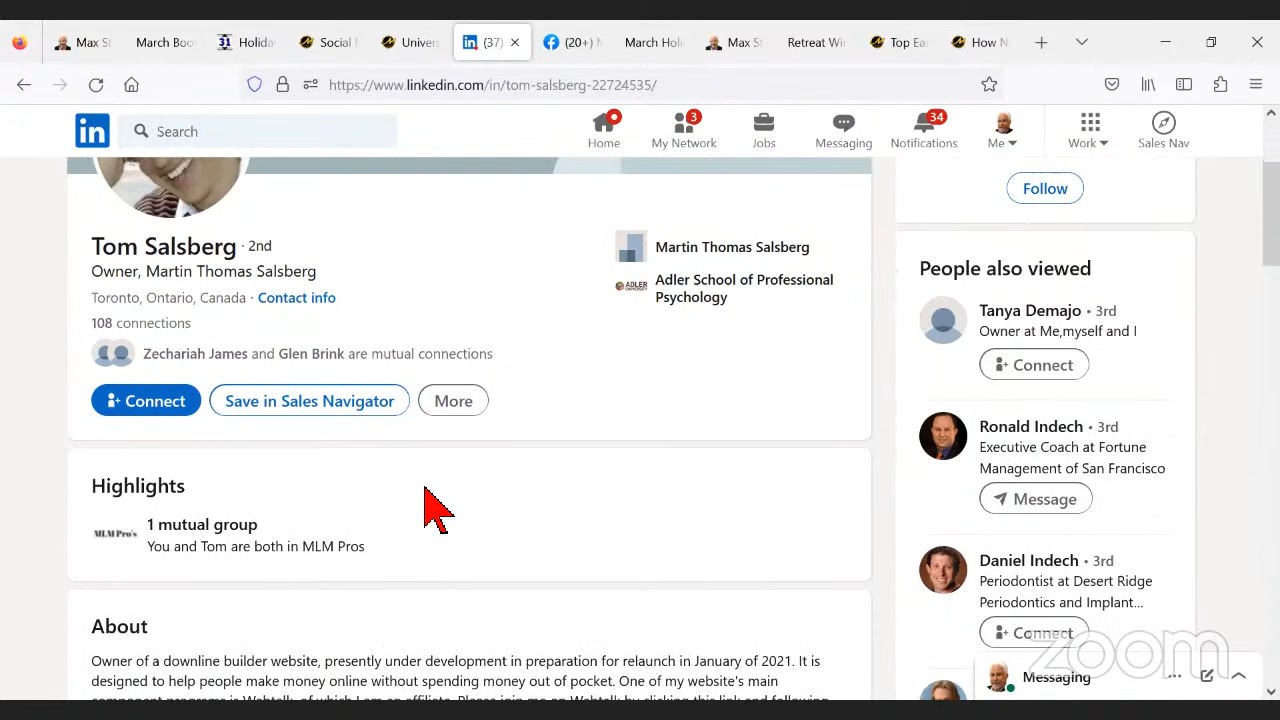 Max S
March Boo
31 Holida
Social
Univers
in (37)
(20+)
March Holi
Max S
Retreat Wi
Top Ea
How N
https://www.linkedin.com/in/tom-salsberg-22724535/
in
Search
Home
3
My Network
Jobs
Messaging
34
Notifications
Me
Work
Sales Nav
Follow
Tom Salsberg · 2nd
Owner, Martin Thomas Salsberg
Toronto, Ontario, Canada · Contact info
108 connections
Zechariah James and Glen Brink are mutual connections
Connect
Save in Sales Navigator
More
Martin Thomas Salsberg
ADLER UNIVERSITY
Adler School of Professional
Psychology
Highlights
MLM Pro's
1 mutual group
You and Tom are both in MLM Pros
About
Owner of a downline builder website, presently under development in preparation for relaunch in January of 2021. It is
designed to help people make money online without spending money out of pocket. One of my website's main
People also viewed
Tanya Demajo • 3rd
Owner at Me,myself and I
Connect
Ronald Indech • 3rd
Executive Coach at Fortune
Management of San Francisco
Message
Daniel Indech • 3rd
Periodontist at Desert Ridge
Periodontics and Implant...
Connect
zoom
Messaging